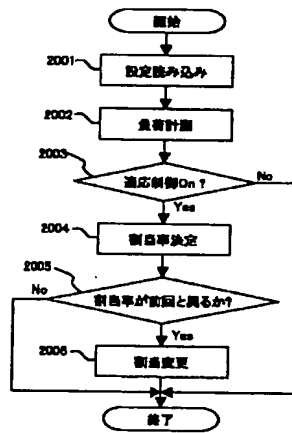 開始
2001
設定読み込み
2002
負荷計測
2003
適応制御On？
No
Yes
2004
割当率決定
2005
No
割当率が前回と異るか？
Yes
2006
割当変更
終了